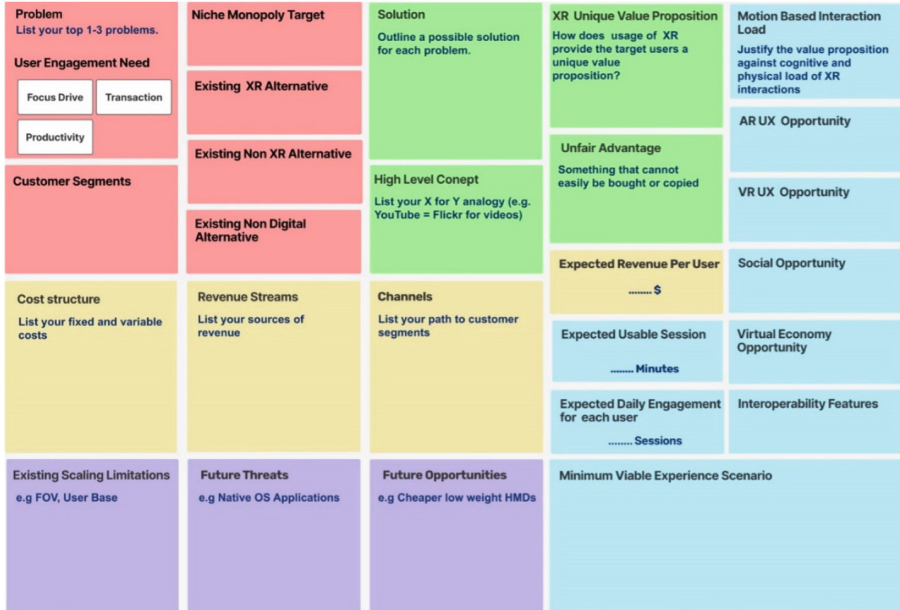 Problem
List your top 1-3 problems.
User Engagement Need
Focus Drive
Transaction
Productivity
Customer Segments
Niche Monopoly Target
Existing XR Alternative
Existing Non XR Alternative
Existing Non Digital
Alternative
Solution
Outline a possible solution
for each problem.
High Level Conept
List your X for Y analogy (e.g.
YouTube = Flickr for videos)
XR Unique Value Proposition
How does usage of XR
provide the target users a
unique value
proposition?
Unfair Advantage
Something that cannot
easily be bought or copied
Motion Based Interaction
Load
Justify the value proposition
against cognitive and
physical load of XR
interactions
AR UX Opportunity
VR UX Opportunity
Social Opportunity
Virtual Economy
Opportunity
Interoperability Features
Expected Revenue Per User
........ $
Expected Usable Session
........ Minutes
Expected Daily Engagement
for each user
........ Sessions
Cost structure
List your fixed and variable
costs
Revenue Streams
List your sources of
revenue
Channels
List your path to customer
segments
Existing Scaling Limitations
e.g FOV, User Base
Future Threats
e.g Native OS Applications
Future Opportunities
e.g Cheaper low weight HMDs
Minimum Viable Experience Scenario